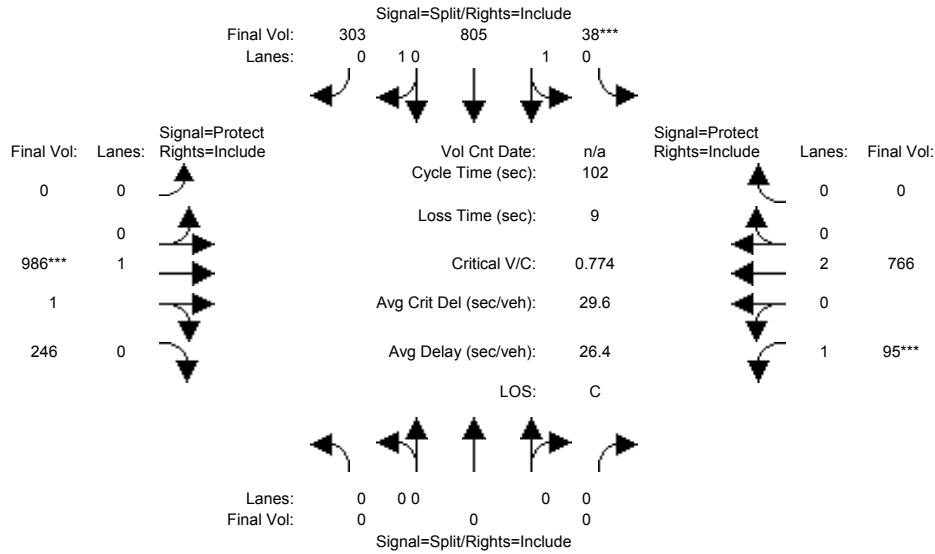 Signal=Split/Rights=Include
Final Vol: 303 805 38***
Lanes: 0 1 0 1 0
Signal=Protect Signal=Protect
Final Vol: Lanes: Rights=Include Vol Cnt Date: n/a Rights=Include Lanes: Final Vol:
Cycle Time (sec): 102
0 0 0 0
Loss Time (sec): 9
0 0
986*** 1 Critical V/C: 0.774 2 766
1 Avg Crit Del (sec/veh): 29.6 0
246 0 Avg Delay (sec/veh): 26.4 1 95***
LOS: C
Lanes: 0 0 0 0 0
Final Vol: 0 0 0
Signal=Split/Rights=Include